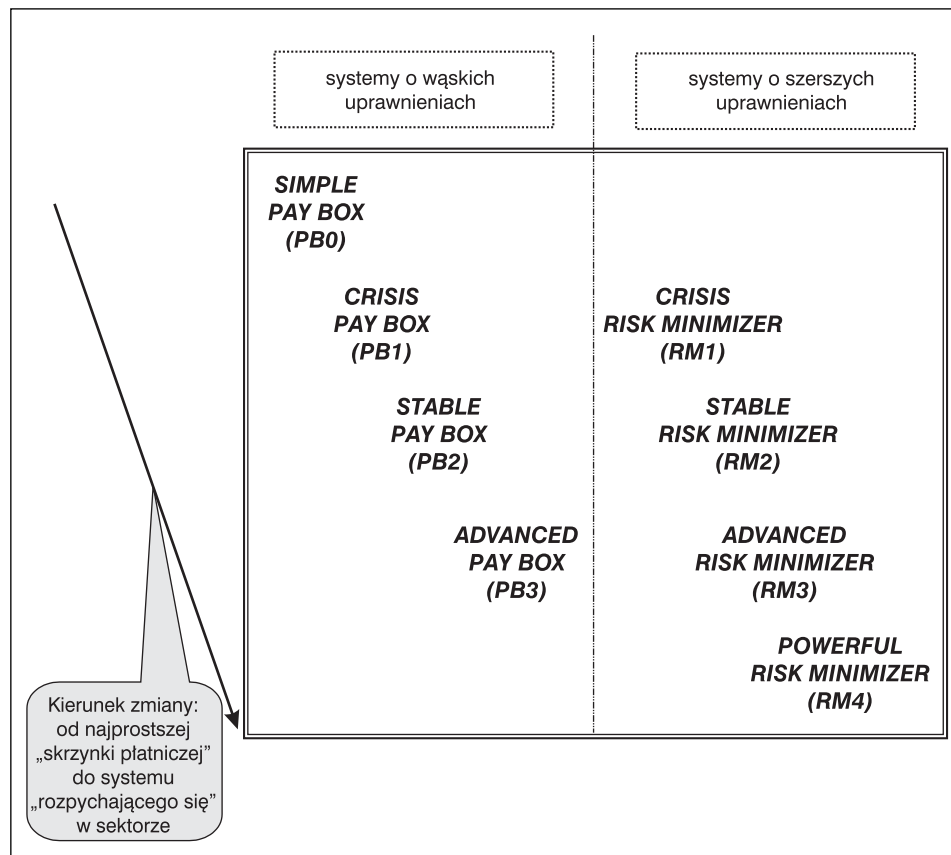 systemy o wąskich
uprawnieniach
systemy o szerszych
uprawnieniach
SIMPLE
PAY BOX
(PB0)
CRISIS
PAY BOX
(PB1)
CRISIS
RISK MINIMIZER
(RM1)
STABLE
PAY BOX
(PB2)
STABLE
RISK MINIMIZER
(RM2)
ADVANCED
PAY BOX
(PB3)
ADVANCED
RISK MINIMIZER
(RM3)
POWERFUL
RISK MINIMIZER
(RM4)
Kierunek zmiany:
od najprostszej
„skrzynki płatniczej”
do systemu
„rozpychającego się”
w sektorze